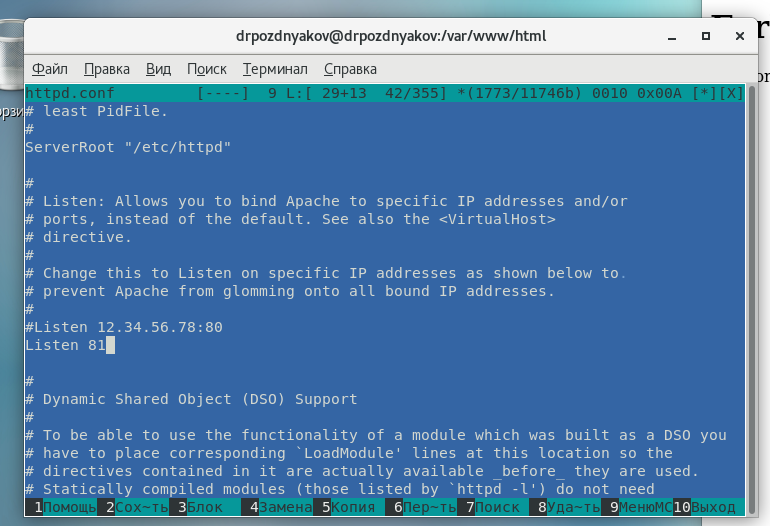 drpozdnyakov@drpozdnyakov:/var/www/html
Файл Правка Вид Поиск Терминал Справка
httpd.conf [----] 9 L:[ 29+13 42/355] *(1773/11746b) 0010 0x00A [*][X]
# least PidFile.
#
ServerRoot "/etc/httpd"
#
# Listen: Allows you to bind Apache to specific IP addresses and/or
# ports, instead of the default. See also the <VirtualHost>
# directive.
#
# Change this to Listen on specific IP addresses as shown below to.
# prevent Apache from glomming onto all bound IP addresses.
#
#Listen 12.34.56.78:80
Listen 81
#
# Dynamic Shared Object (DSO) Support
#
# To be able to use the functionality of a module which was built as a DSO you
# have to place corresponding `LoadModule' lines at this location so the
# directives contained in it are actually available _before_ they are used.
# Statically compiled modules (those listed by `httpd -l') do not need
1Помощь 2Сох~ть 3Блок 4Замена 5Копия 6Пер~ть 7Поиск 8Уда~ть 9МенюMC 10Выход